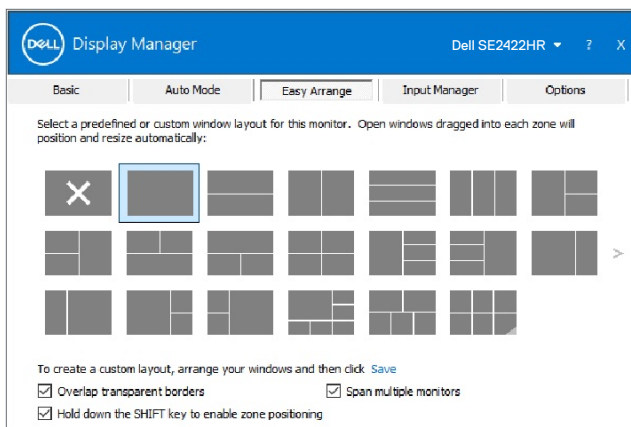 DELL Display Manager Dell SE2422HR ? X
Basic Auto Mode Easy Arrange Input Manager Options
Select a predefined or custom window layout for this monitor. Open windows dragged into each zone will
position and resize automatically:
>
To create a custom layout, arrange your windows and then click Save
Overlap transparent borders Span multiple monitors
Hold down the SHIFT key to enable zone positioning